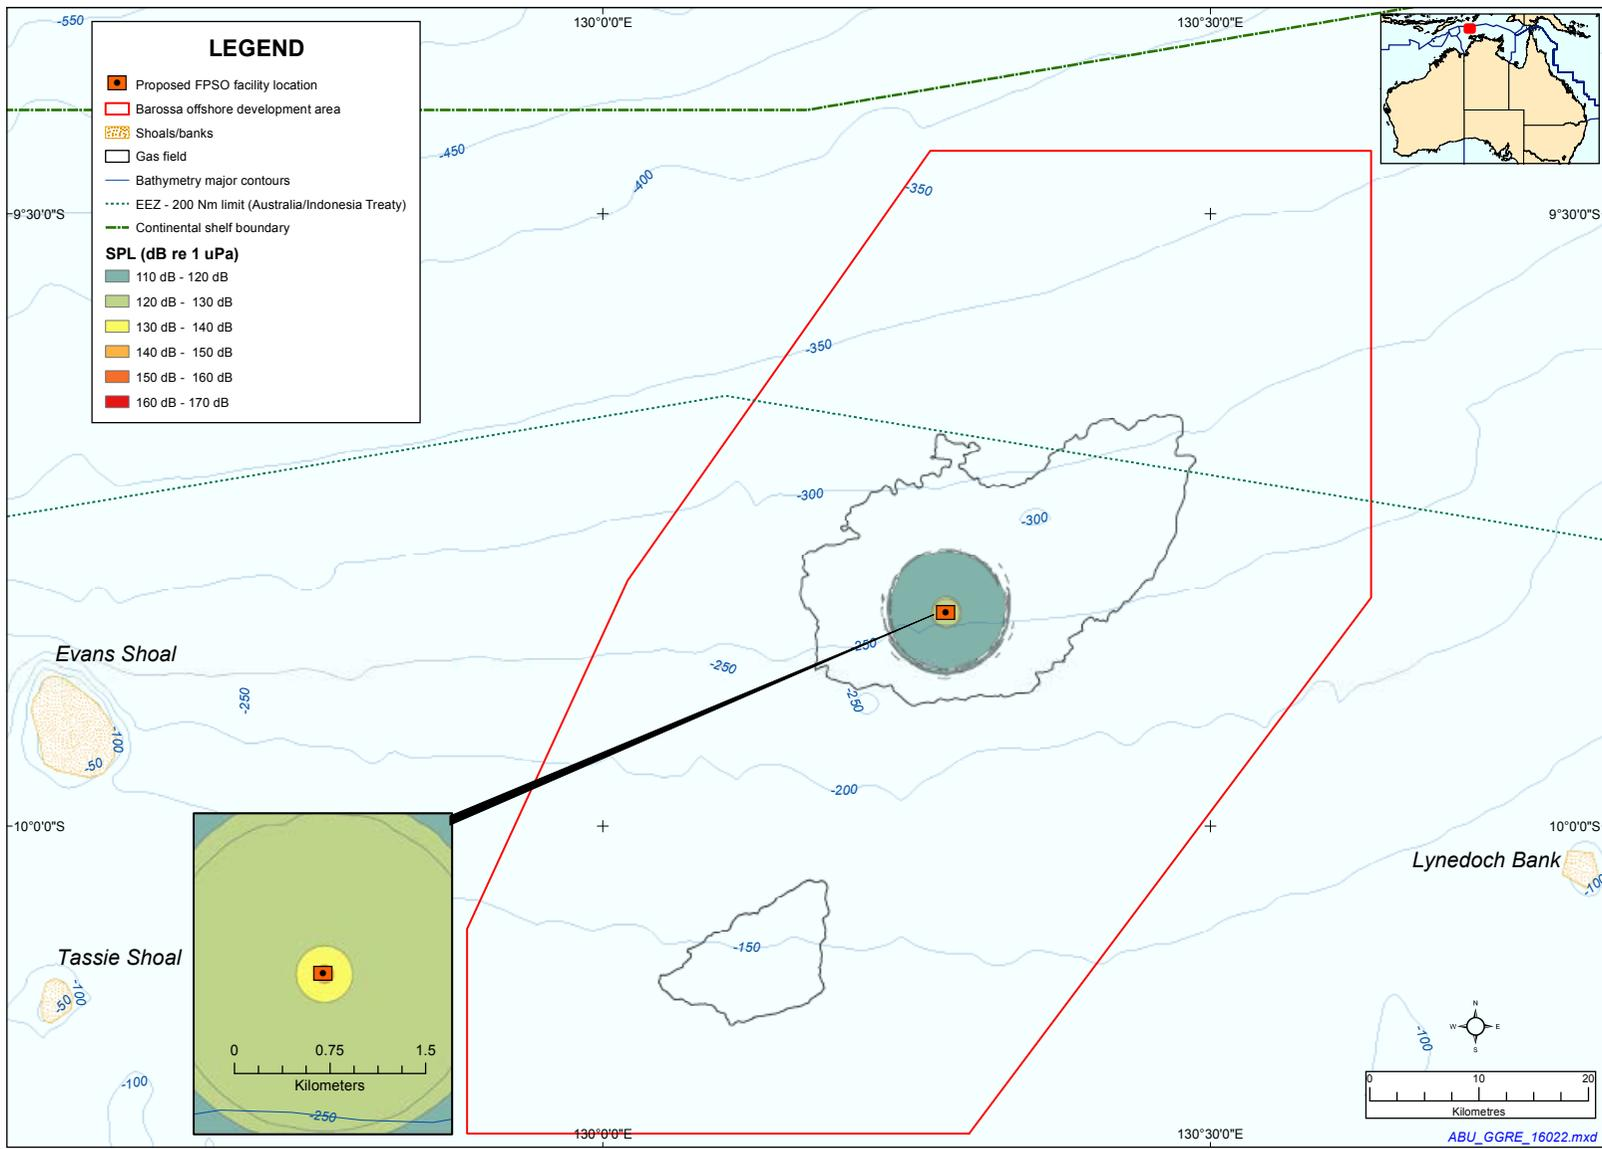 -550
130°0'0"E
130°30'0"E
LEGEND
Proposed FPSO facility location
Barossa offshore development area
Shoals/banks
Gas field
Bathymetry major contours
EEZ - 200 Nm limit (Australia/Indonesia Treaty)
Continental shelf boundary
SPL (dB re 1 uPa)
110 dB - 120 dB
120 dB - 130 dB
130 dB - 140 dB
140 dB - 150 dB
150 dB - 160 dB
160 dB - 170 dB
-450
-400
-350
9°30'0"S
9°30'0"S
-350
-300
-300
-250
-250
-250
-250
Evans Shoal
-100
-50
-200
10°0'0"S
10°0'0"S
Lynedoch Bank
-100
Tassie Shoal
-100
-50
-150
0 0.75 1.5
Kilometers
-250
-100
-100
N
W E
S
0 10 20
Kilometres
130°0'0"E
130°30'0"E
ABU_GGRE_16022.mxd